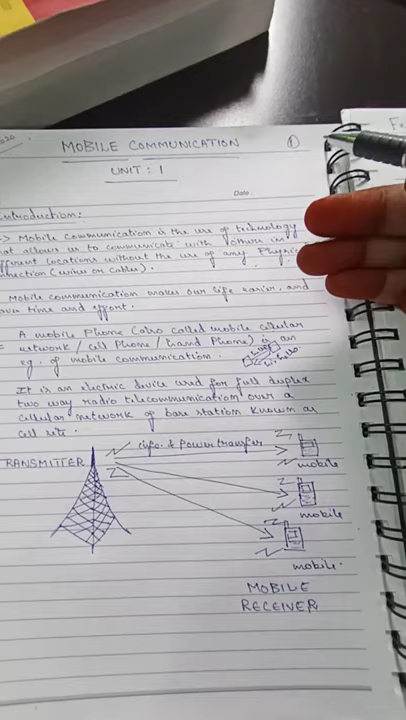 2020
MOBILE COMMUNICATION
1
UNIT: 1
Date:
Introduction:
-> Mobile communication is the use of technology
that allows us to communicate with others in
different locations without the use of any Physical
connection (wires or cables).
Mobile communication makes our life easier, and
saves time and effort.
= A mobile Phone (also called mobile cellular
network / cell Phone / Hand Phone) is an
eg. of mobile communication.
hello
It is an electric device used for full duplex
two way radio telecommunication over a
cellular network of base station known as
cell site.
TRANSMITTER
info. & power transfer
mobile
mobile
mobile.
MOBILE
RECEIVER